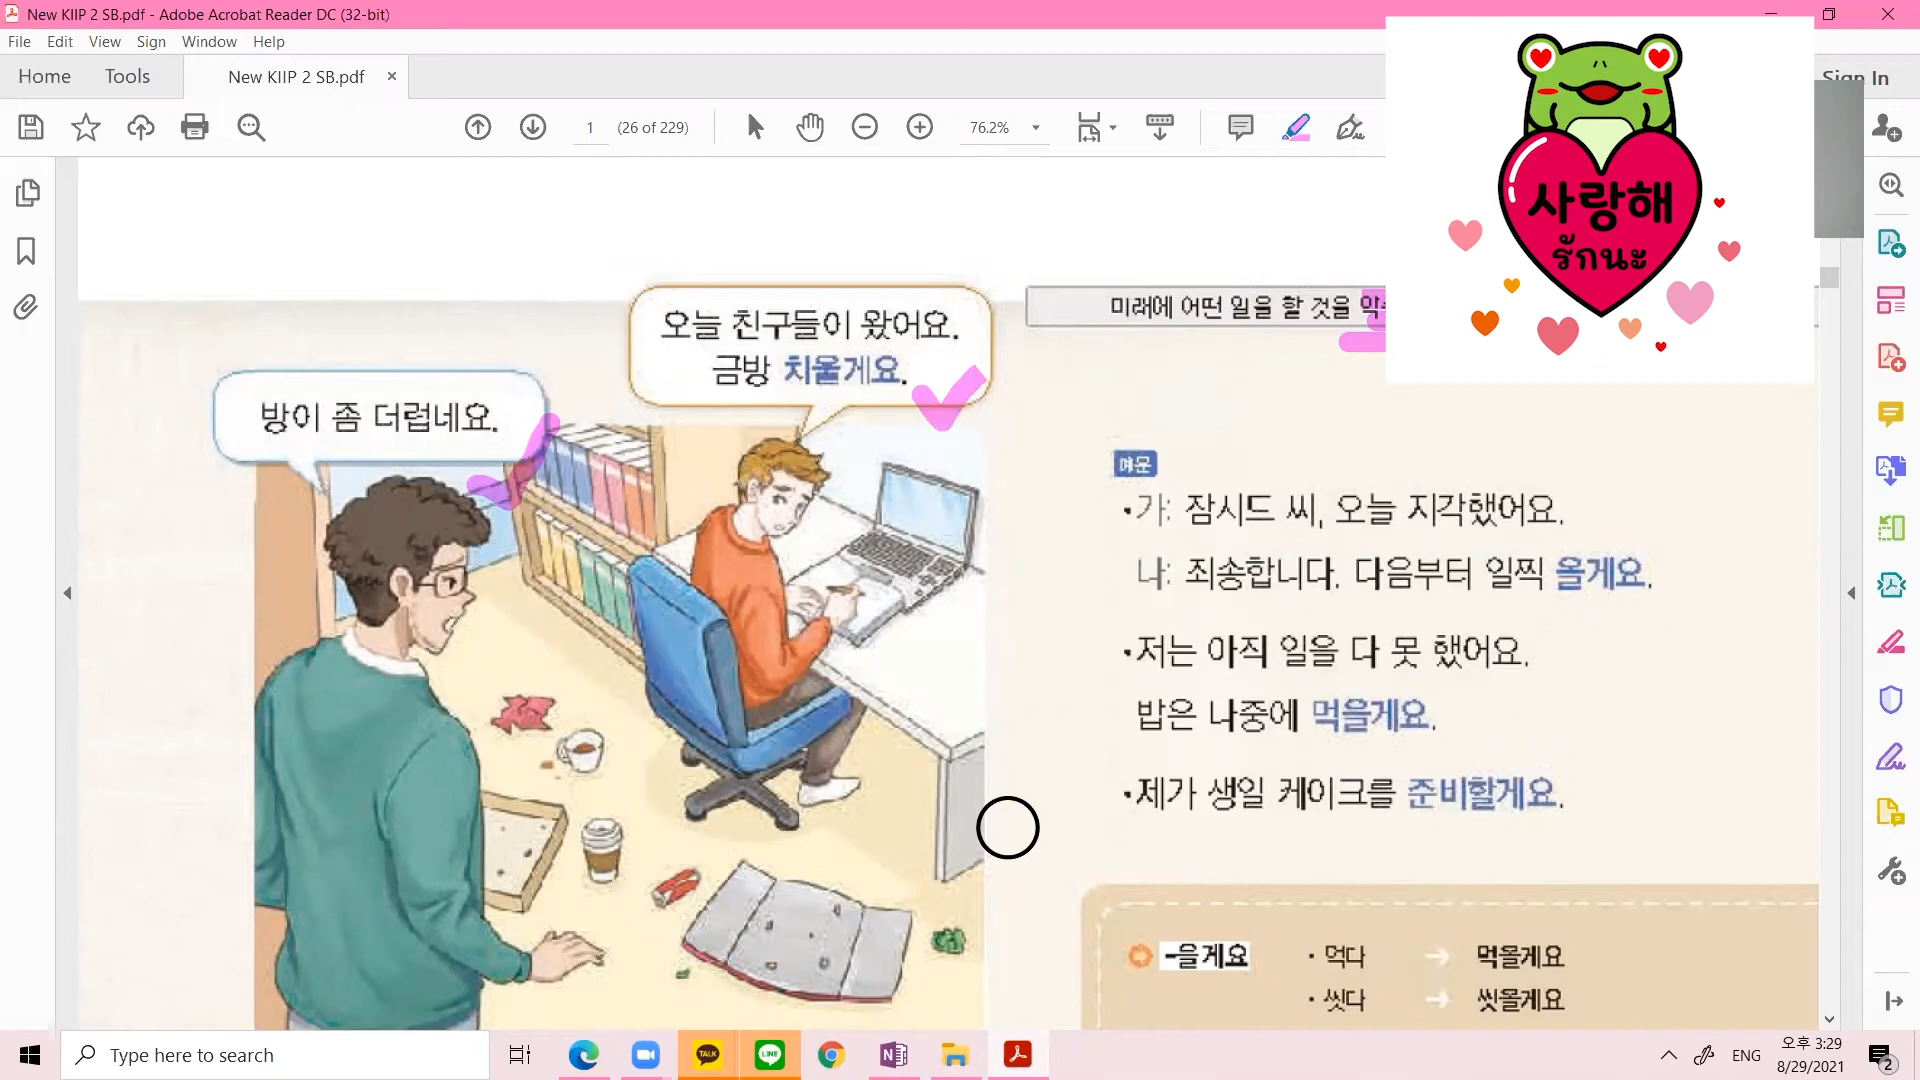 New KIIP 2 SB.pdf - Adobe Acrobat Reader DC (32-bit)
File Edit View Sign Window Help
Home Tools New KIIP 2 SB.pdf × Sign In
1 (26 of 229) 76.2%
사랑해
รักนะ
오늘 친구들이 왔어요.
금방 치울게요.
방이 좀 더럽네요.
미래에 어떤 일을 할 것을
예문
•가: 잠시드 씨, 오늘 지각했어요.
나: 죄송합니다. 다음부터 일찍 올게요.
•저는 아직 일을 다 못 했어요.
밥은 나중에 먹을게요.
•제가 생일 케이크를 준비할게요.
-을게요 • 먹다 → 먹을게요
• 씻다 → 씻을게요
Type here to search
TALK
LINE
N
ENG
오후 3:29
8/29/2021
2